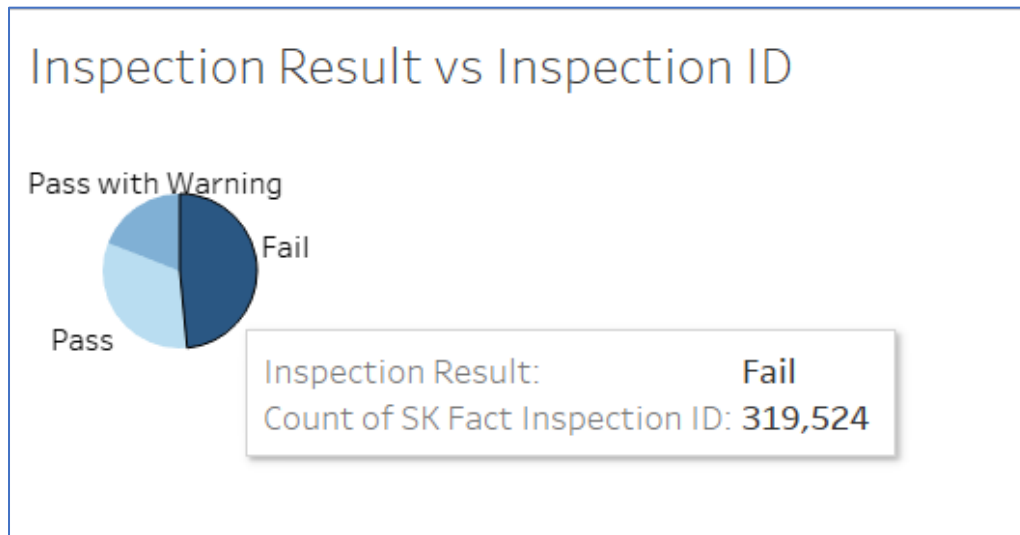 Inspection Result vs Inspection ID
Pass with Warning
Fail
Pass
Inspection Result: Fail
Count of SK Fact Inspection ID: 319,524